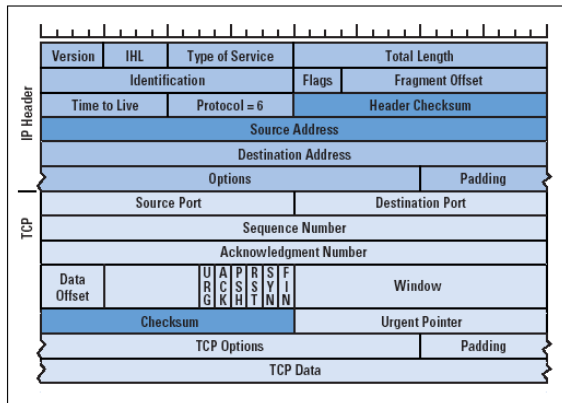 Version IHL Type of Service Total Length
Identification Flags Fragment Offset
Time to Live Protocol = 6 Header Checksum
Source Address
Destination Address
Options Padding
IP Header
Source Port Destination Port
Sequence Number
Acknowledgment Number
Data Offset URG ACK PSH RST SYN FIN Window
Checksum Urgent Pointer
TCP Options Padding
TCP Data
TCP